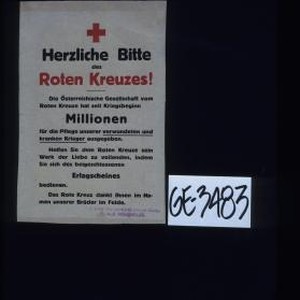 Herzliche Bitte
des
Roten Kreuzes!
Die Österreichische Gesellschaft vom
Roten Kreuze hat seit Kriegsbeginn
Millionen
für die Pflege unserer verwundeten und
kranken Krieger ausgegeben.
Helfen Sie dem Roten Kreuze sein
Werk der Liebe zu vollenden, indem
Sie sich des beigeschlossenen
Erlagscheines
bedienen.
Das Rote Kreuz dankt Ihnen im Na-
men unserer Brüder im Felde.
GE-3483